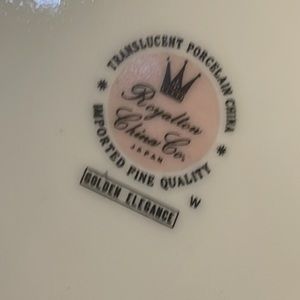 TRANSLUCENT PORCELAIN CHINA
Royalton
China Co.
JAPAN
IMPORTED FINE QUALITY
GOLDEN ELEGANCE
W